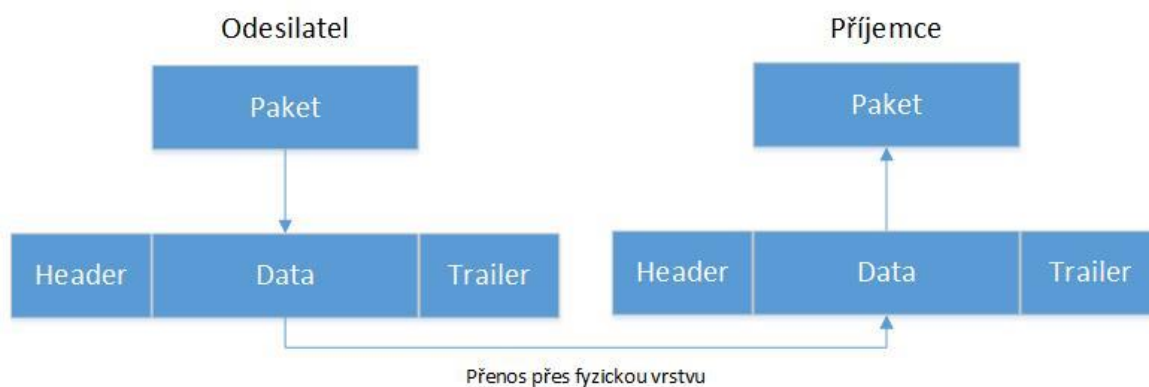 Odesilatel
Příjemce
Paket
Paket
Header Data Trailer
Header Data Trailer
Přenos přes fyzickou vrstvu